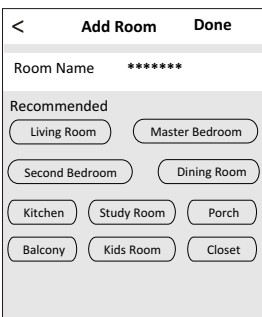 < Add Room Done
Room Name *******
Recommended
Living Room Master Bedroom
Second Bedroom Dining Room
Kitchen Study Room Porch
Balcony Kids Room Closet